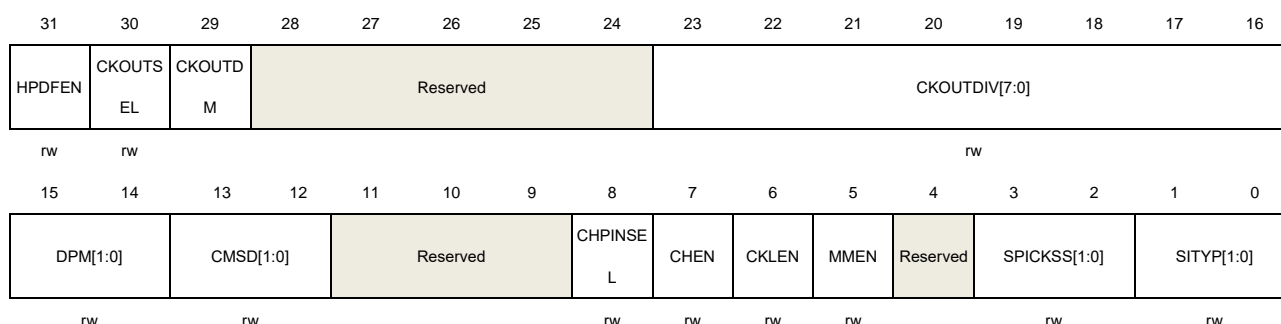 31 30 29 28 27 26 25 24 23 22 21 20 19 18 17 16
HPDFEN CKOUTS
EL CKOUTD
M Reserved CKOUTDIV[7:0]
rw rw rw
15 14 13 12 11 10 9 8 7 6 5 4 3 2 1 0
DPM[1:0] CMSD[1:0] Reserved CHPINSE
L CHEN CKLEN MMEN Reserved SPICKSS[1:0] SITYP[1:0]
rw rw rw rw rw rw rw rw